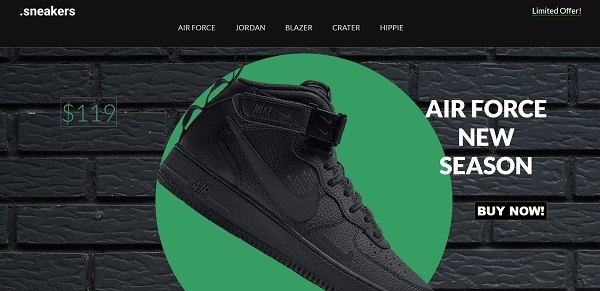 .sneakers
Limited Offer!
AIR FORCE JORDAN BLAZER CRATER HIPPIE
$119
AIR FORCE
NEW
SEASON
BUY NOW!
NIKE
AIR